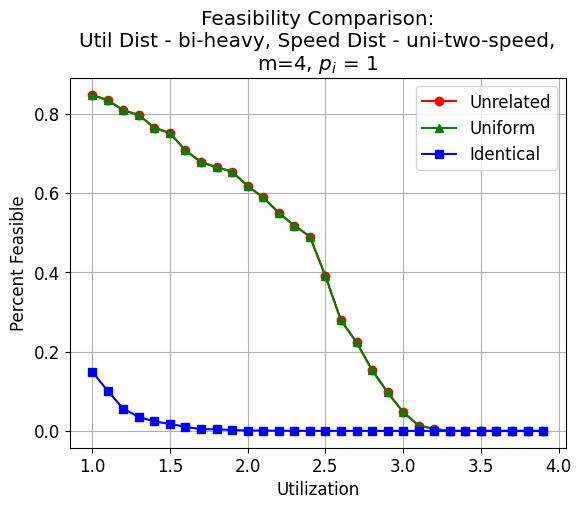 Feasibility Comparison:
Util Dist - bi-heavy, Speed Dist - uni-two-speed,
m=4, $p_i$ = 1
Unrelated
Uniform
Identical
Percent Feasible
0.8
0.6
0.4
0.2
0.0
1.0 1.5 2.0 2.5 3.0 3.5 4.0
Utilization